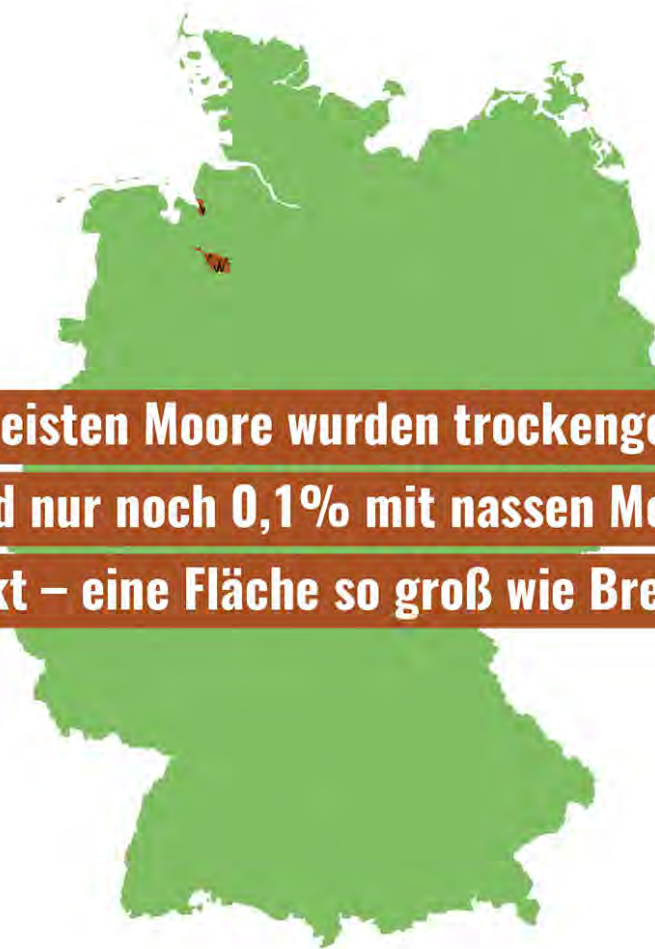 eisten Moore wurden trockenge
d nur noch 0,1% mit nassen Mo
kt – eine Fläche so groß wie Bre